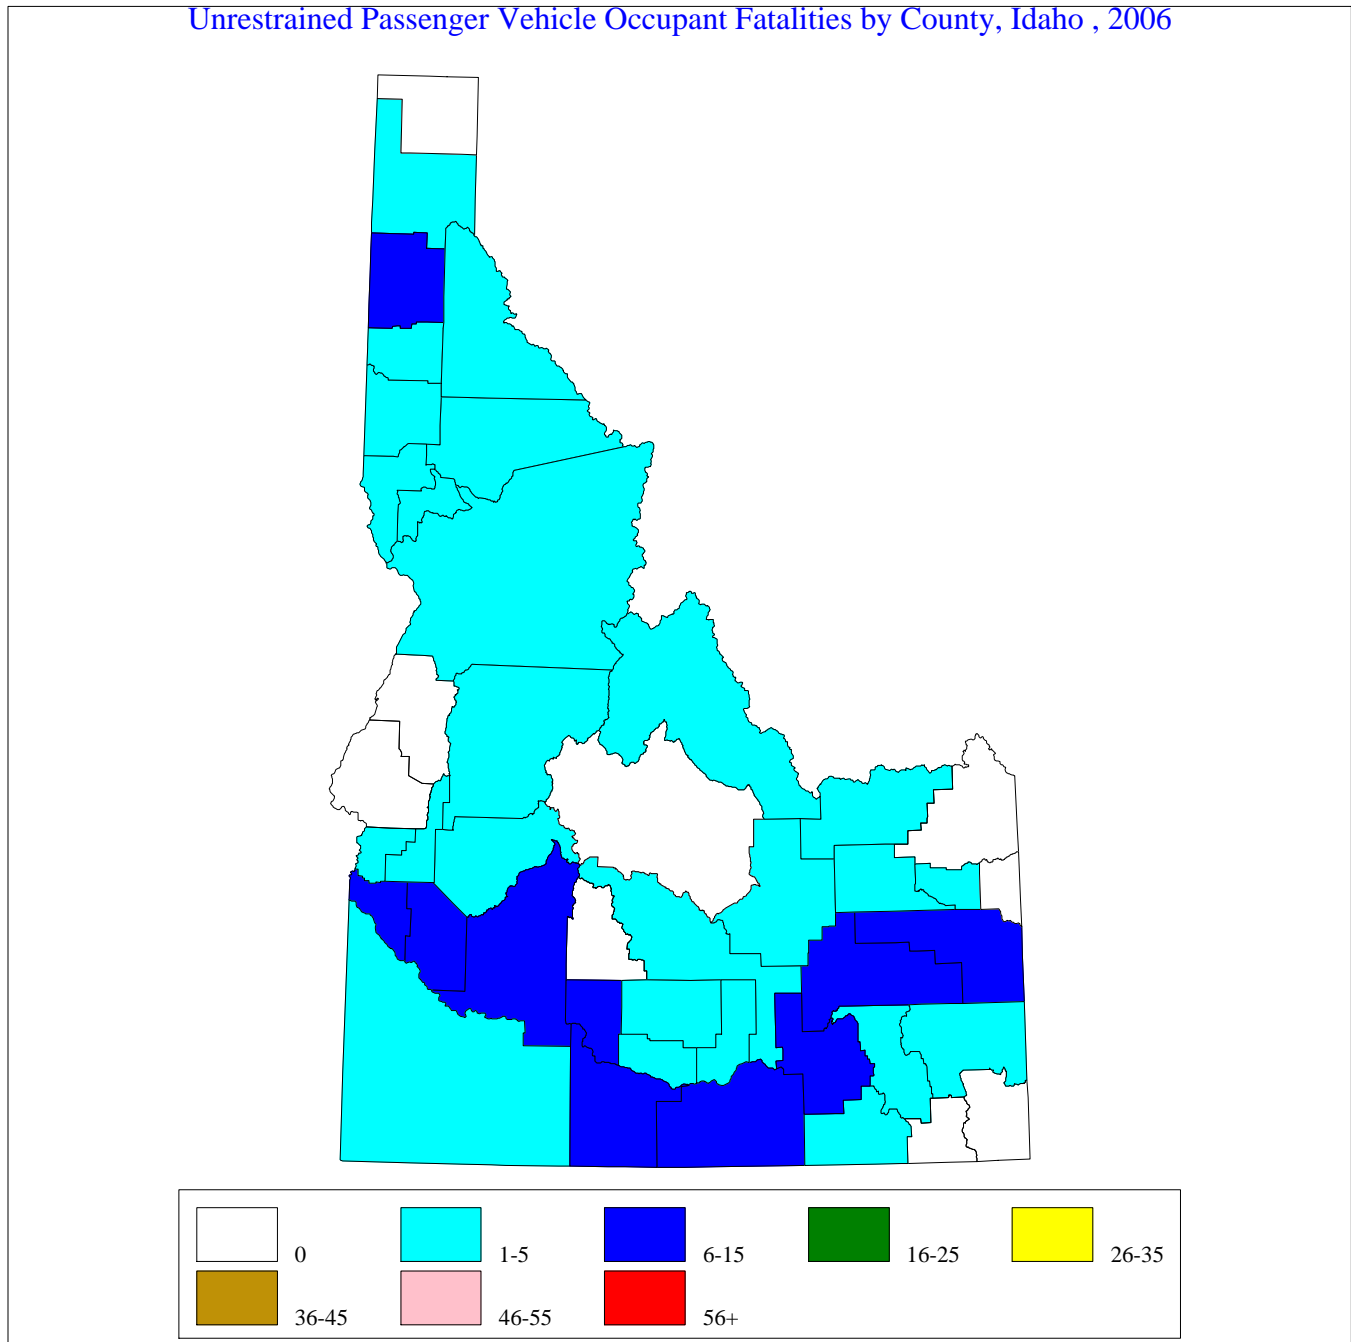 Unrestrained Passenger Vehicle Occupant Fatalities by County, Idaho , 2006
0 1-5 6-15 16-25 26-35
36-45 46-55 56+